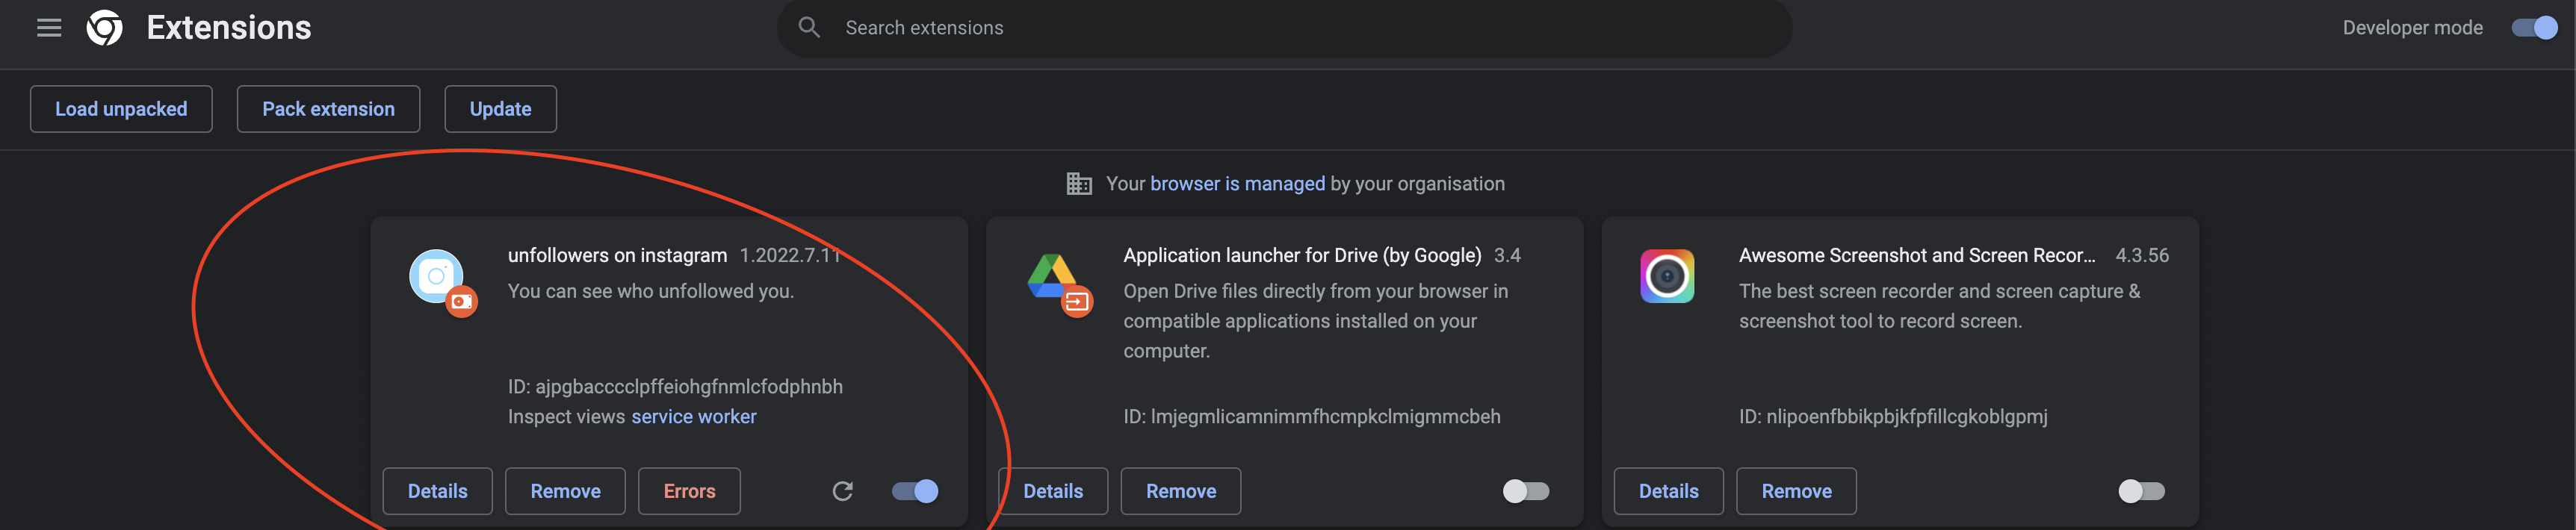 Extensions
Search extensions
Developer mode
Load unpacked
Pack extension
Update
Your browser is managed by your organisation
unfollowers on instagram 1.2022.7.11
You can see who unfollowed you.
ID: ajpgbacccclpffeiohgfnmlcfodphnbh
Inspect views service worker
Details
Remove
Errors
Application launcher for Drive (by Google) 3.4
Open Drive files directly from your browser in
compatible applications installed on your
computer.
ID: lmjegmlicamnimmfhcmpkclmigmmcbeh
Details
Remove
Awesome Screenshot and Screen Recor... 4.3.56
The best screen recorder and screen capture &
screenshot tool to record screen.
ID: nlipoenfbbikpbjkfpfillcgkoblgpmj
Details
Remove